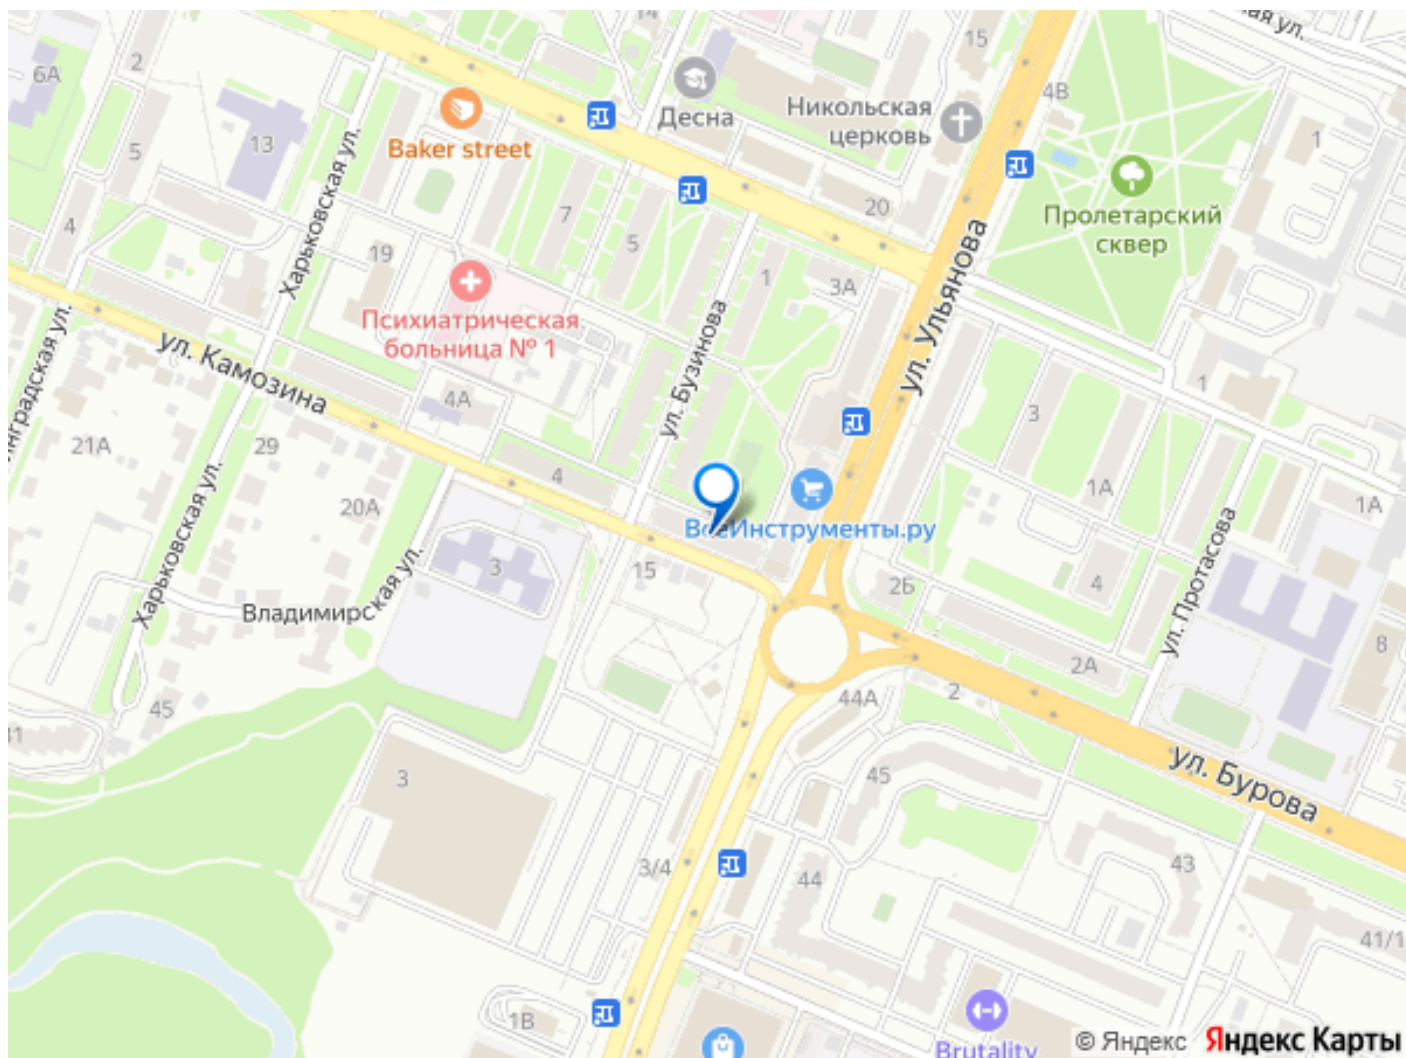 14
15
6А
2
4В
Десна
Никольская
церковь
1
13
5
Baker street
Харьковская ул.
Пролетарский
сквер
20
7
5
4
19
1
3А
ул. Ульянова
Психиатрическая
больница № 1
ул. Бузинова
ул. Камозина
1
4А
3
21А
29
4
1А
1А
20А
ВсеИнструменты.ру
Харьковская ул.
3
15
2Б
4
ул. Протасова
Владимирская ул.
8
2А
2
45
44А
31
3
45
ул. Бурова
3/4
44
43
41/1
1В
Brutality
© Яндекс Яндекс Карты